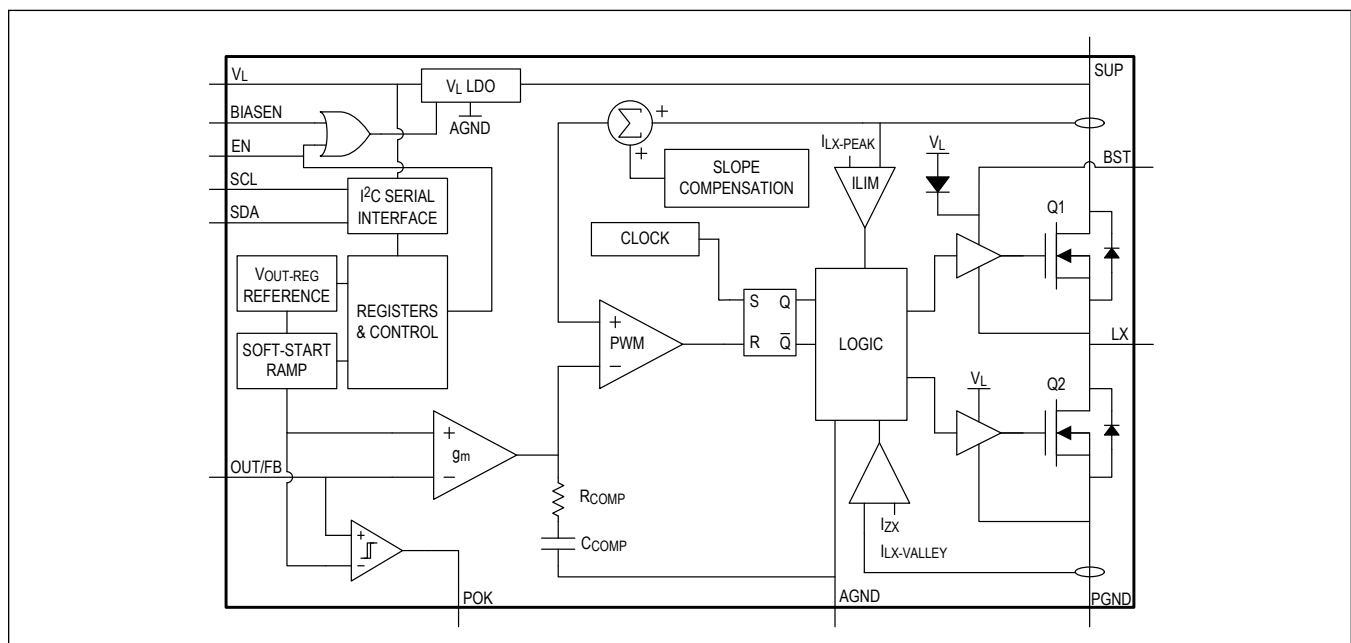 VL
VL LDO
SUP
BIASEN
AGND
EN
Σ
+
+
ILX-PEAK
VL
BST
SLOPE
COMPENSATION
ILIM
SCL
I2C SERIAL
INTERFACE
SDA
Q1
CLOCK
VOUT-REG
REFERENCE
REGISTERS
& CONTROL
S Q
R Q̅
LOGIC
+
PWM
−
LX
SOFT-START
RAMP
VL
Q2
+
gm
−
OUT/FB
RCOMP
IZX
CCOMP
ILX-VALLEY
+
−
POK
AGND
PGND